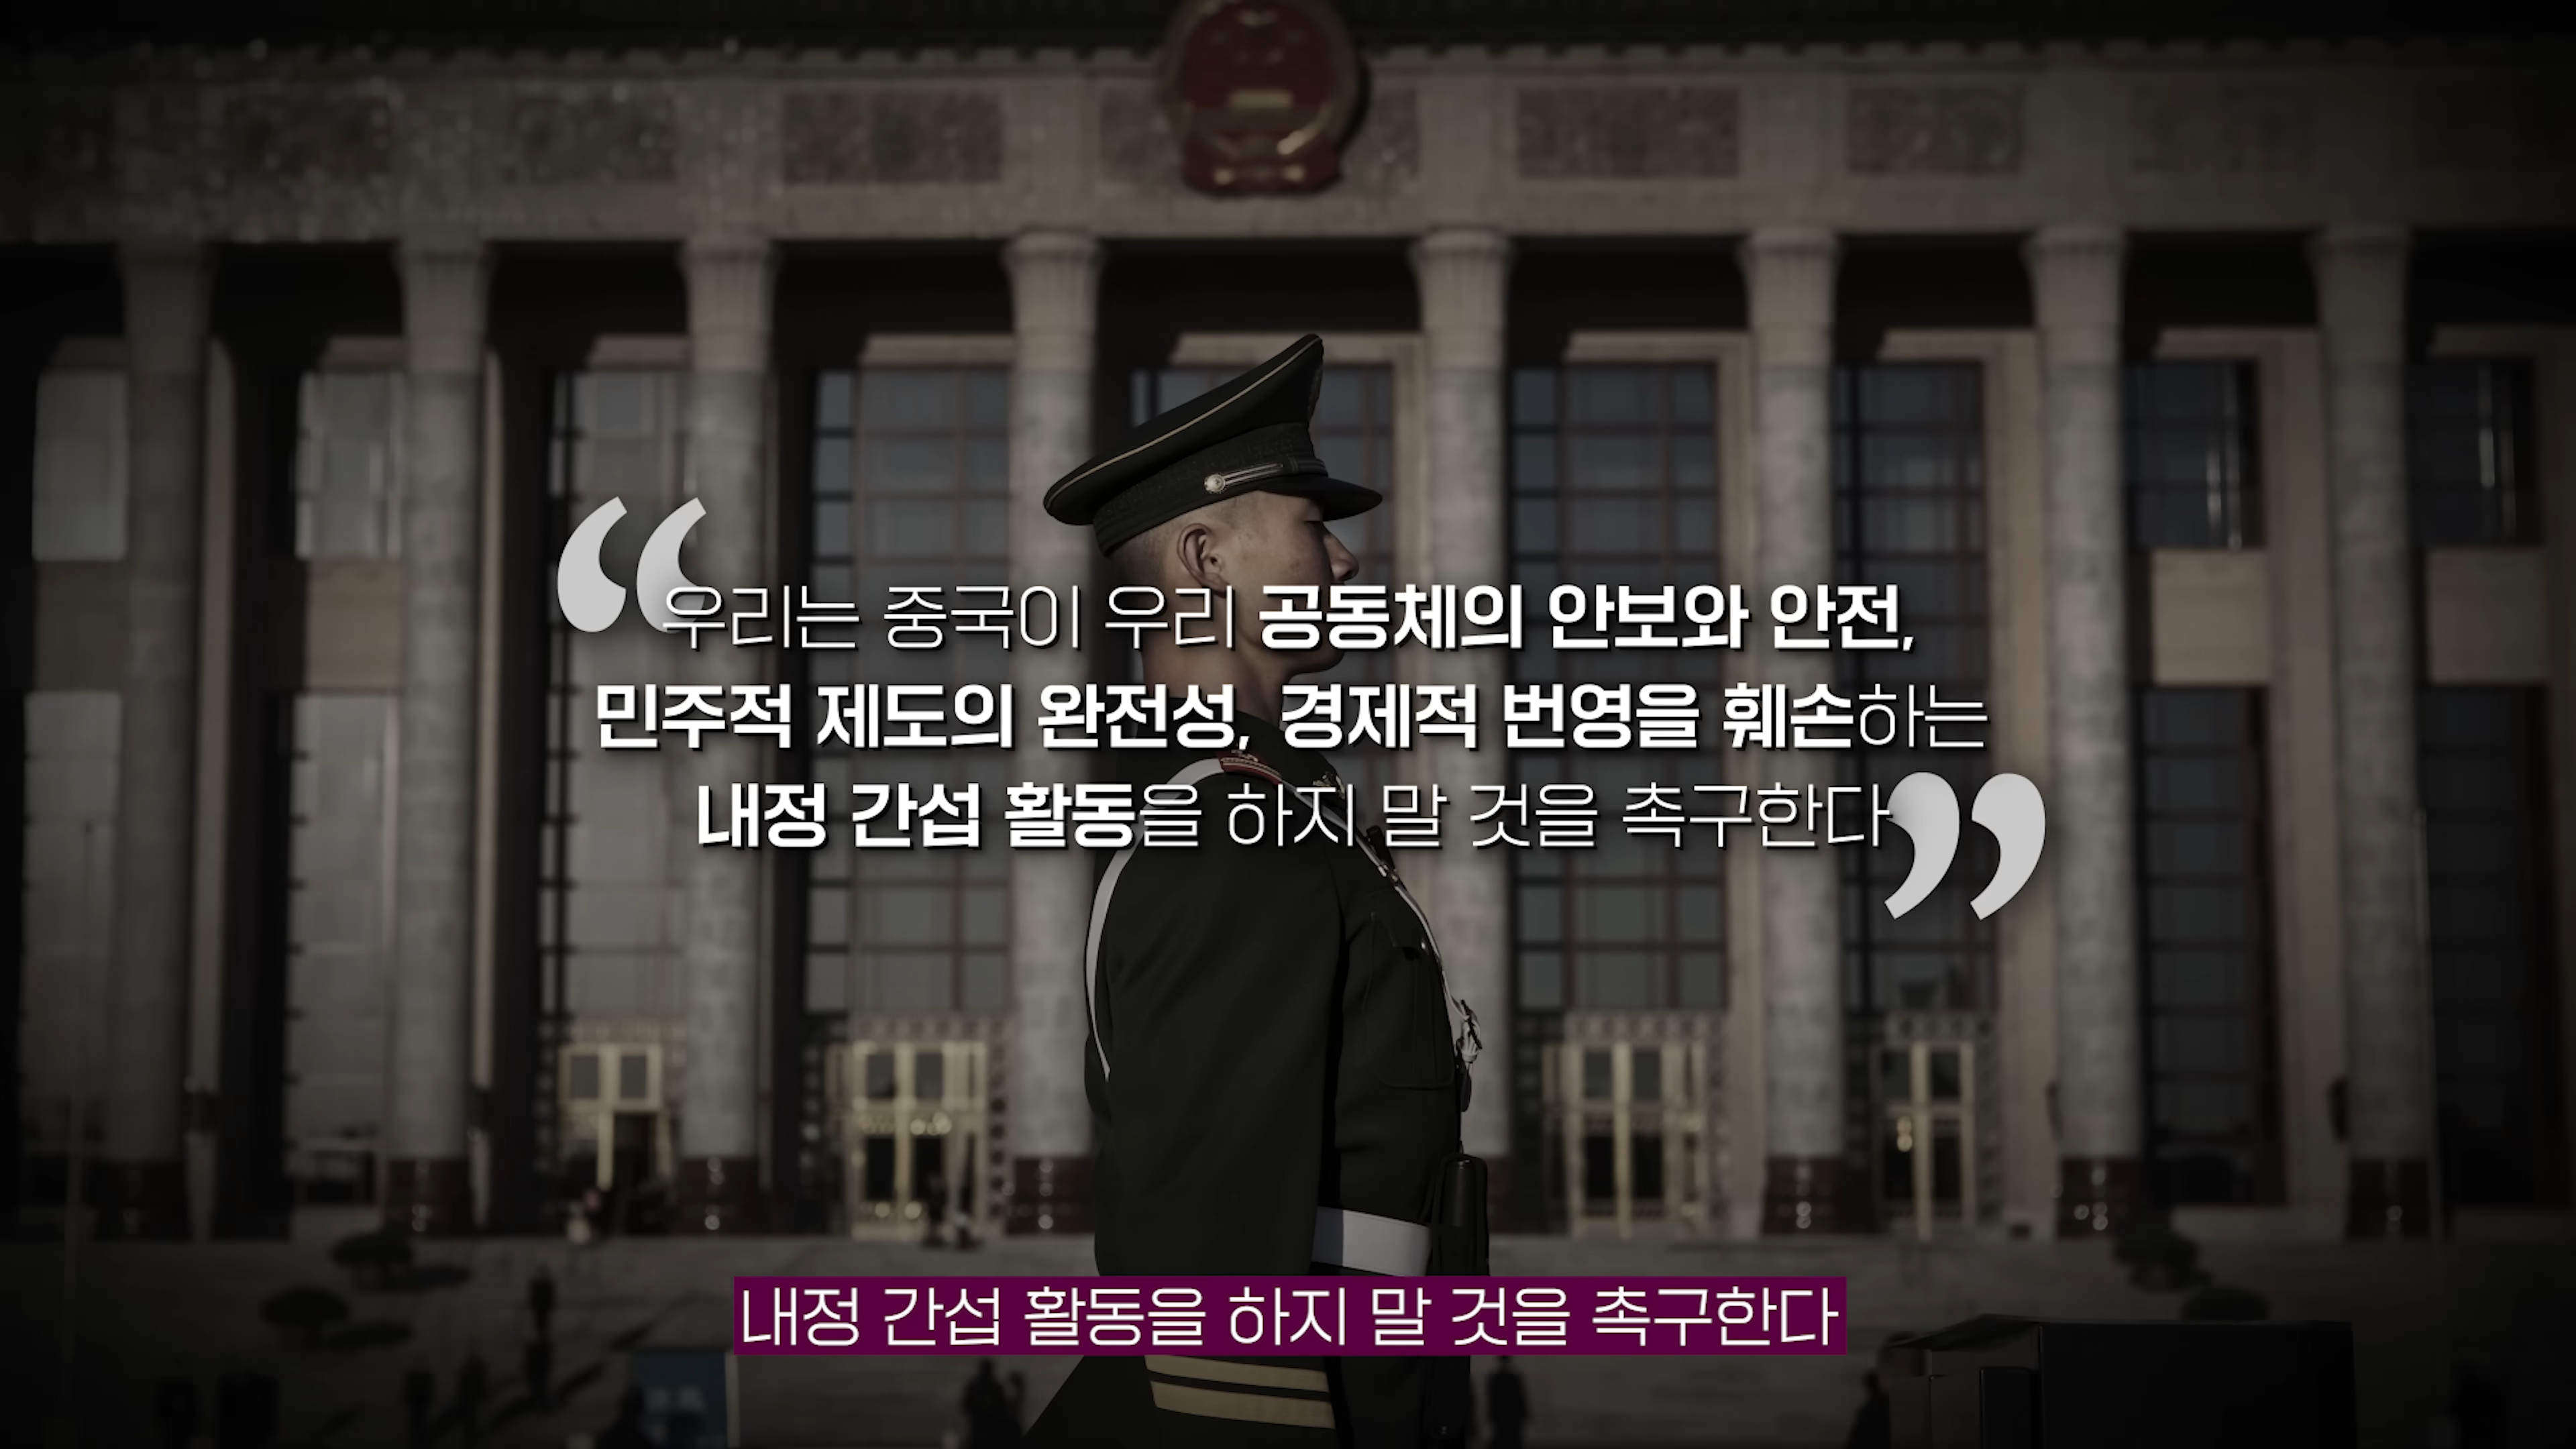 “우리는 중국이 우리 공동체의 안보와 안전,
민주적 제도의 완전성, 경제적 번영을 훼손하는
내정 간섭 활동을 하지 말 것을 촉구한다”
내정 간섭 활동을 하지 말 것을 촉구한다